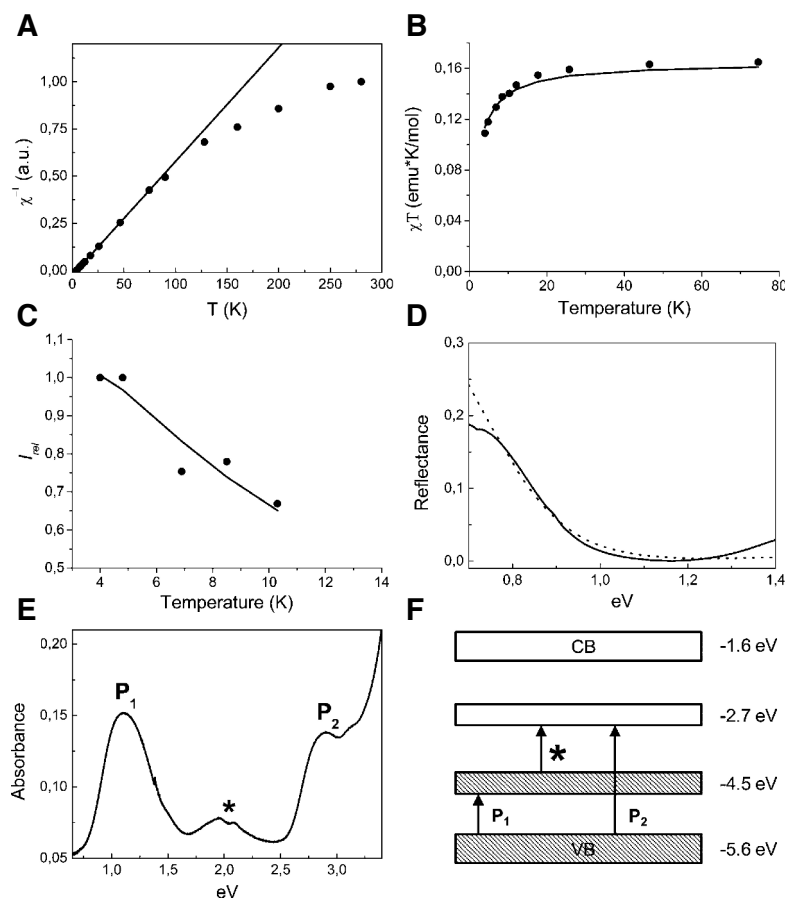 A
1,00
0,75
0,50
0,25
0,00
χ⁻¹ (a.u.)
0 50 100 150 200 250 300
T (K)
B
0,16
0,12
0,08
0,04
0,00
χT (emu*K/mol)
0 20 40 60 80
Temperature (K)
C
1,1
1,0
0,9
0,8
0,7
0,6
0,5
I_rel
2 4 6 8 10 12 14
Temperature (K)
D
0,3
0,2
0,1
0,0
Reflectance
0,8 1,0 1,2 1,4
eV
E
0,20
0,15
0,10
0,05
Absorbance
P₁
*
P₂
1,0 1,5 2,0 2,5 3,0
eV
F
CB -1.6 eV
-2.7 eV
*
-4.5 eV
P₁ P₂
VB -5.6 eV